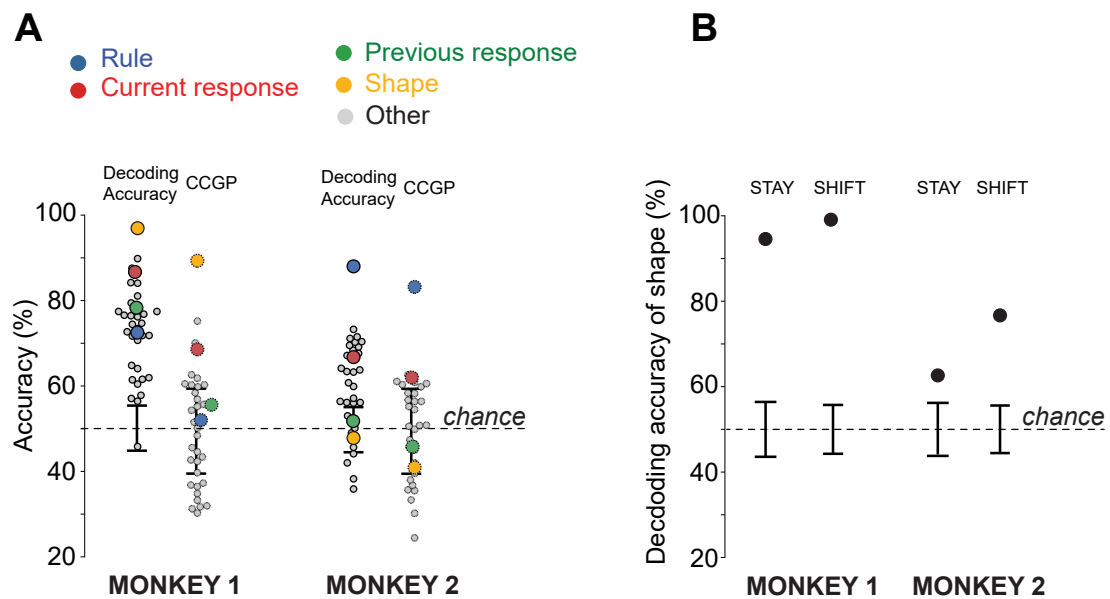 A
B
Rule
Current response
Previous response
Shape
Other
Decoding
Accuracy
CCGP
Decoding
Accuracy
CCGP
STAY
SHIFT
STAY
SHIFT
Accuracy (%)
100
80
60
40
20
chance
MONKEY 1
MONKEY 2
Decdoding accuracy of shape (%)
100
80
60
40
20
chance
MONKEY 1
MONKEY 2